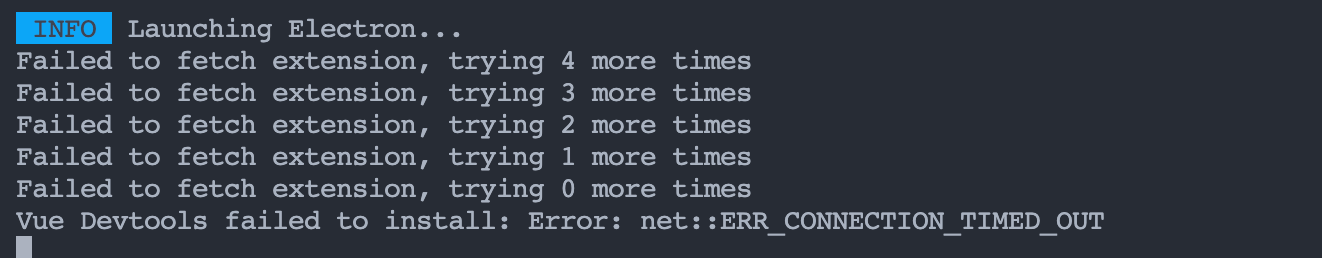 INFO Launching Electron...
Failed to fetch extension, trying 4 more times
Failed to fetch extension, trying 3 more times
Failed to fetch extension, trying 2 more times
Failed to fetch extension, trying 1 more times
Failed to fetch extension, trying 0 more times
Vue Devtools failed to install: Error: net::ERR_CONNECTION_TIMED_OUT